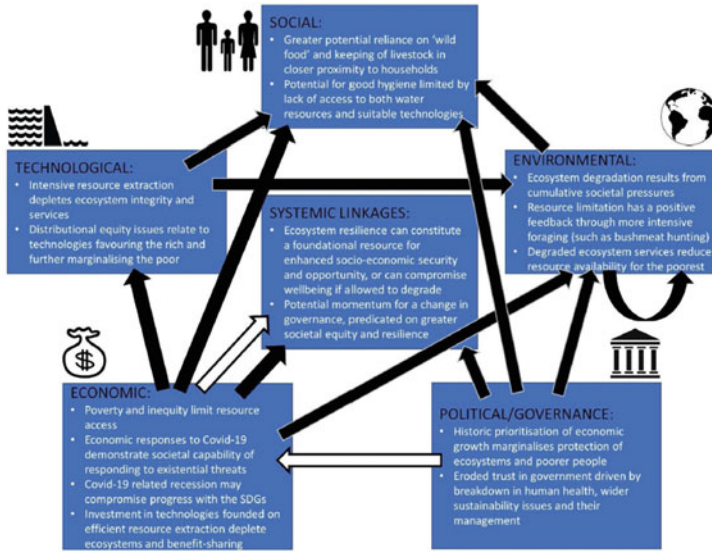 SOCIAL:
• Greater potential reliance on ‘wild
food’ and keeping of livestock in
closer proximity to households
• Potential for good hygiene limited by
lack of access to both water
resources and suitable technologies
TECHNOLOGICAL:
• Intensive resource extraction
depletes ecosystem integrity and
services
• Distributional equity issues relate to
technologies favouring the rich and
further marginalising the poor
ENVIRONMENTAL:
• Ecosystem degradation results from
cumulative societal pressures
• Resource limitation has a positive
feedback through more intensive
foraging (such as bushmeat hunting)
• Degraded ecosystem services reduce
resource availability for the poorest
SYSTEMIC LINKAGES:
• Ecosystem resilience can constitute
a foundational resource for
enhanced socio-economic security
and opportunity, or can compromise
wellbeing if allowed to degrade
• Potential momentum for a change in
governance, predicated on greater
societal equity and resilience
$
ECONOMIC:
• Poverty and inequity limit resource
access
• Economic responses to Covid-19
demonstrate societal capability of
responding to existential threats
• Covid-19 related recession may
compromise progress with the SDGs
• Investment in technologies founded on
efficient resource extraction deplete
ecosystems and benefit-sharing
POLITICAL/GOVERNANCE:
• Historic prioritisation of economic
growth marginalises protection of
ecosystems and poorer people
• Eroded trust in government driven by
breakdown in human health, wider
sustainability issues and their
management